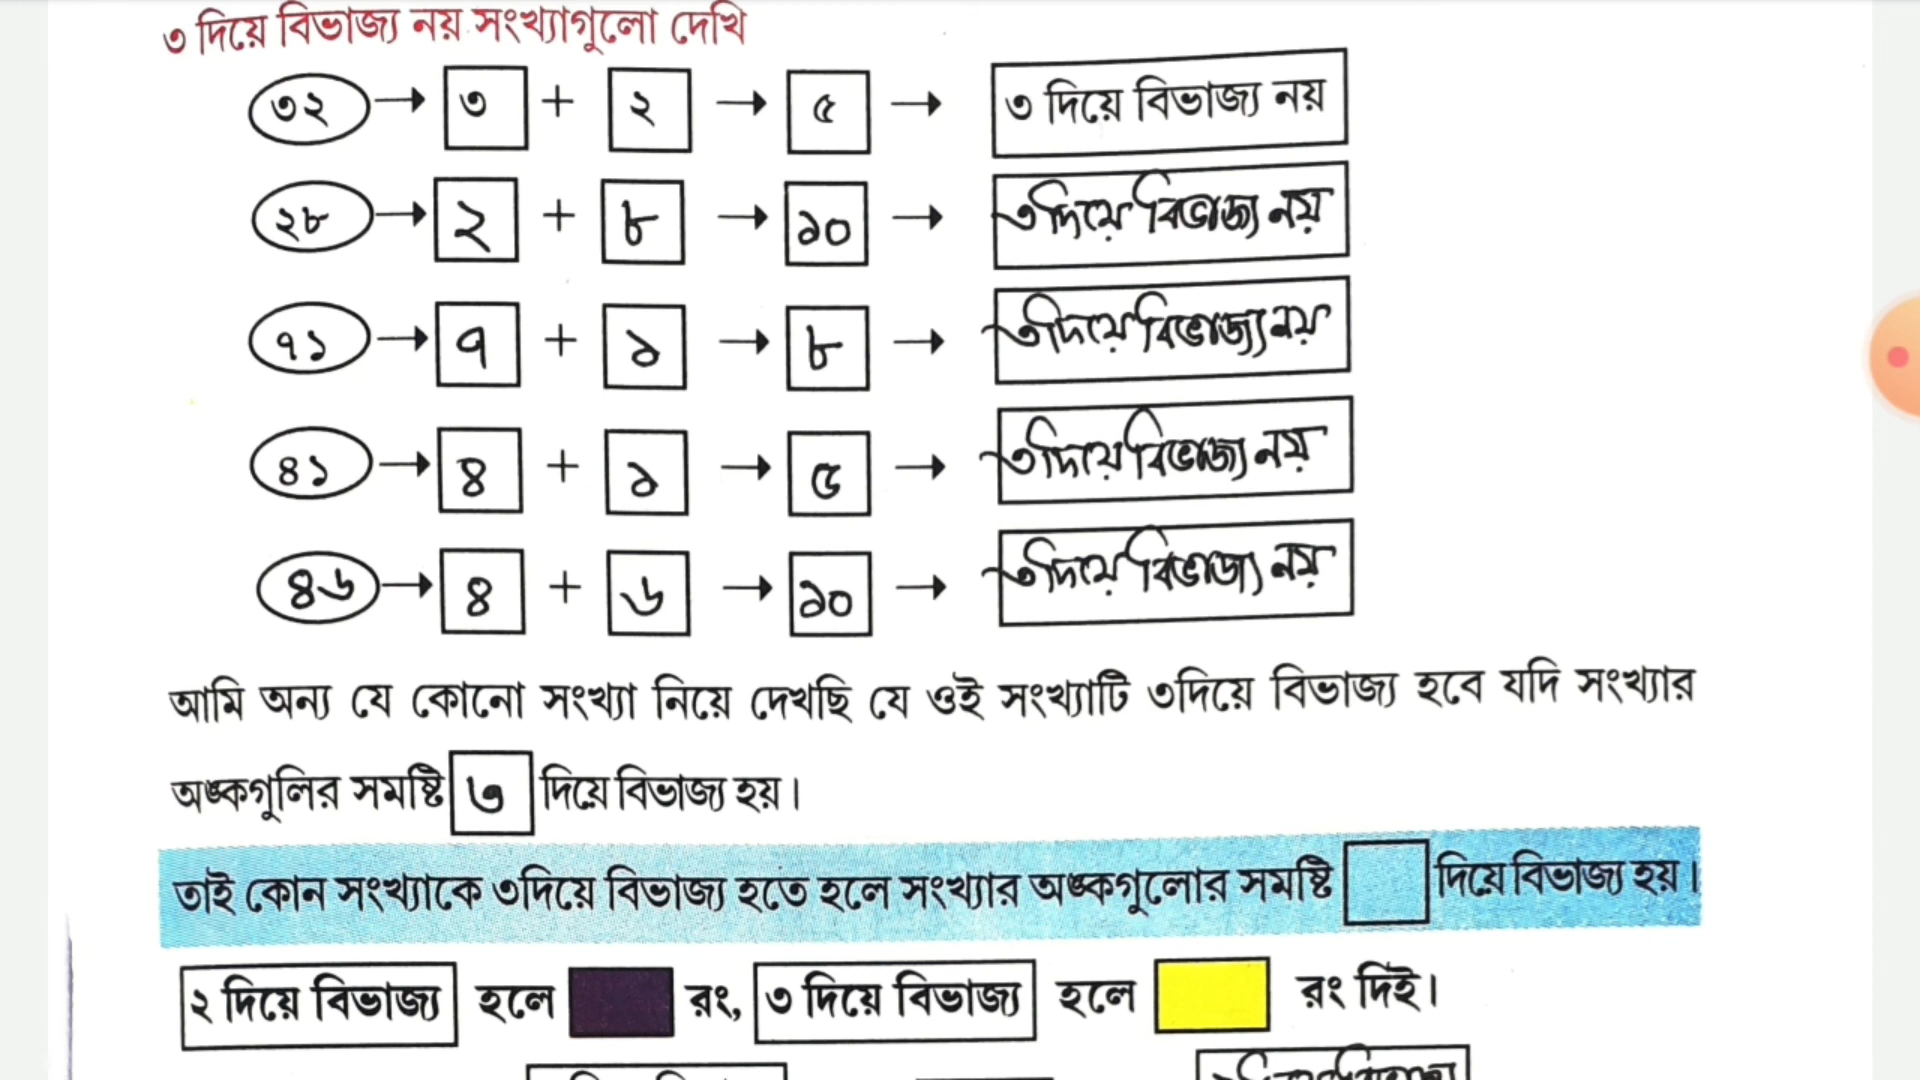 ৩ দিয়ে বিভাজ্য নয় সংখ্যাগুলো দেখি
৩২ → ৩ + ২ → ৫ → ৩ দিয়ে বিভাজ্য নয়
২৮ → ২ + ৮ → ১০ → ৩ দিয়ে বিভাজ্য নয়
৭১ → ৭ + ১ → ৮ → ৩ দিয়ে বিভাজ্য নয়
৪১ → ৪ + ১ → ৫ → ৩ দিয়ে বিভাজ্য নয়
৪৬ → ৪ + ৬ → ১০ → ৩ দিয়ে বিভাজ্য নয়
আমি অন্য যে কোনো সংখ্যা নিয়ে দেখছি যে ওই সংখ্যাটি ৩দিয়ে বিভাজ্য হবে যদি সংখ্যার
অঙ্কগুলির সমষ্টি ৩ দিয়ে বিভাজ্য হয়।
তাই কোন সংখ্যাকে ৩দিয়ে বিভাজ্য হতে হলে সংখ্যার অঙ্কগুলোর সমষ্টি দিয়ে বিভাজ্য হয়।
২ দিয়ে বিভাজ্য হলে রং, ৩ দিয়ে বিভাজ্য হলে রং দিই।